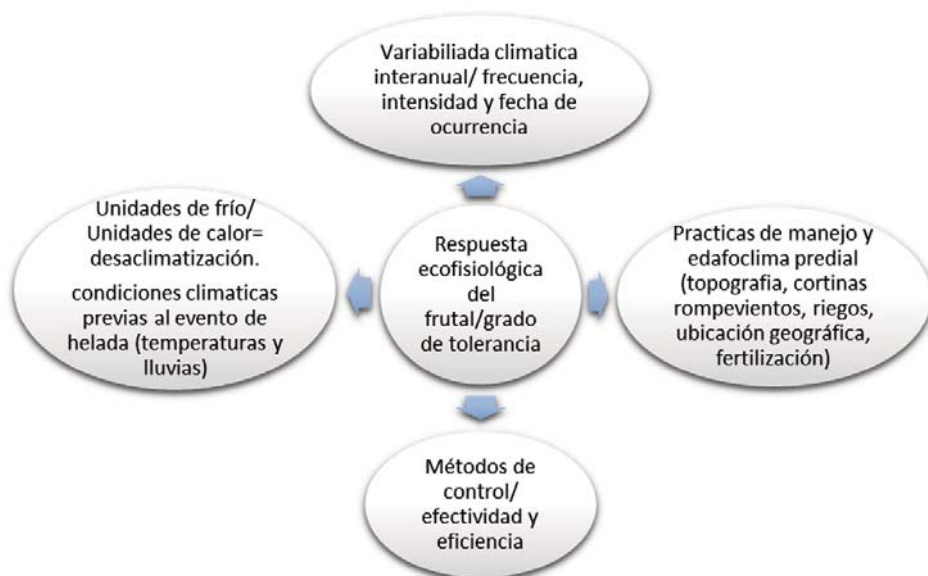 Variabiliada climatica
interanual/ frecuencia,
intensidad y fecha de
ocurrencia
Unidades de frío/
Unidades de calor=
desaclimatización.
condiciones climaticas
previas al evento de
helada (temperaturas y
lluvias)
Respuesta
ecofisiológica
del
frutal/grado
de tolerancia
Practicas de manejo y
edafoclima predial
(topografia, cortinas
rompevientos, riegos,
ubicación geográfica,
fertilización)
Métodos de
control/
efectividad y
eficiencia